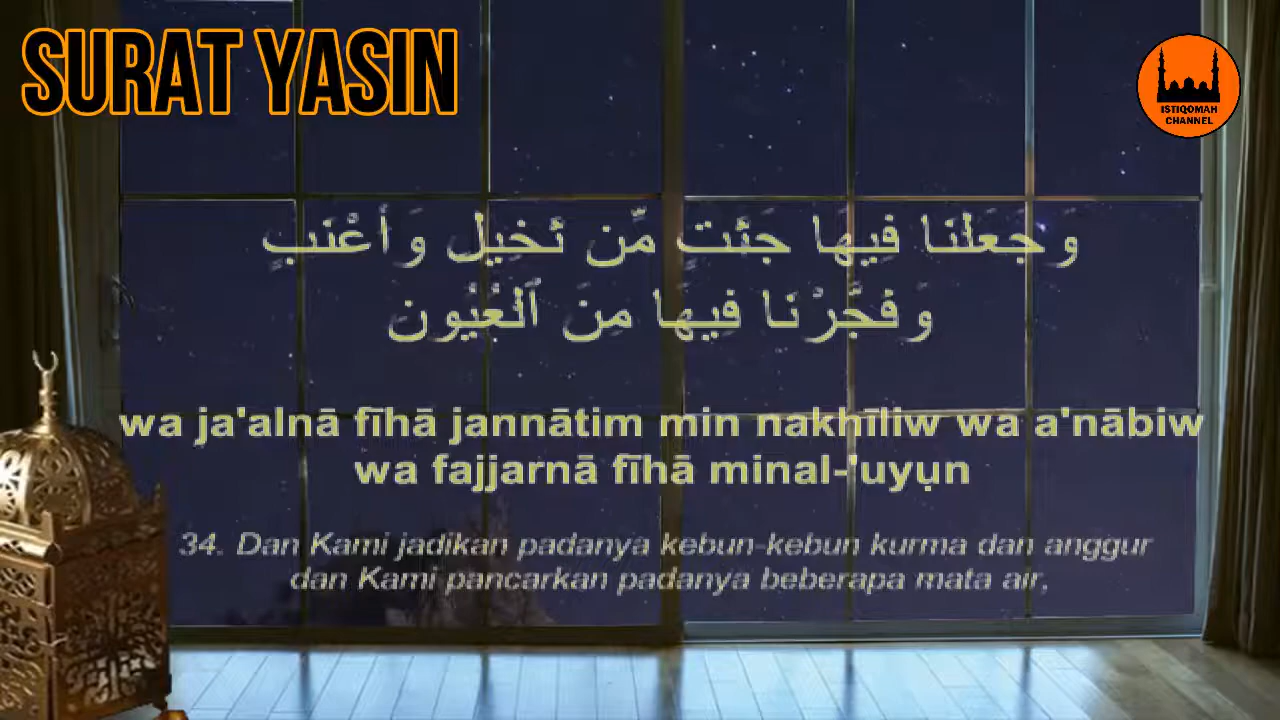 SURAT YASIN
ISTIQOMAH
CHANNEL
وَجَعَلْنَا فِيهَا جَنَّٰتٍ مِّن نَّخِيلٍ وَأَعْنَٰبٍ
وَفَجَّرْنَا فِيهَا مِنَ ٱلْعُيُونِ
wa ja'alnā fīhā jannātim min nakhīliw wa a'nābiw
wa fajjarnā fīhā minal-'uyụn
34. Dan Kami jadikan padanya kebun-kebun kurma dan anggur
dan Kami pancarkan padanya beberapa mata air,